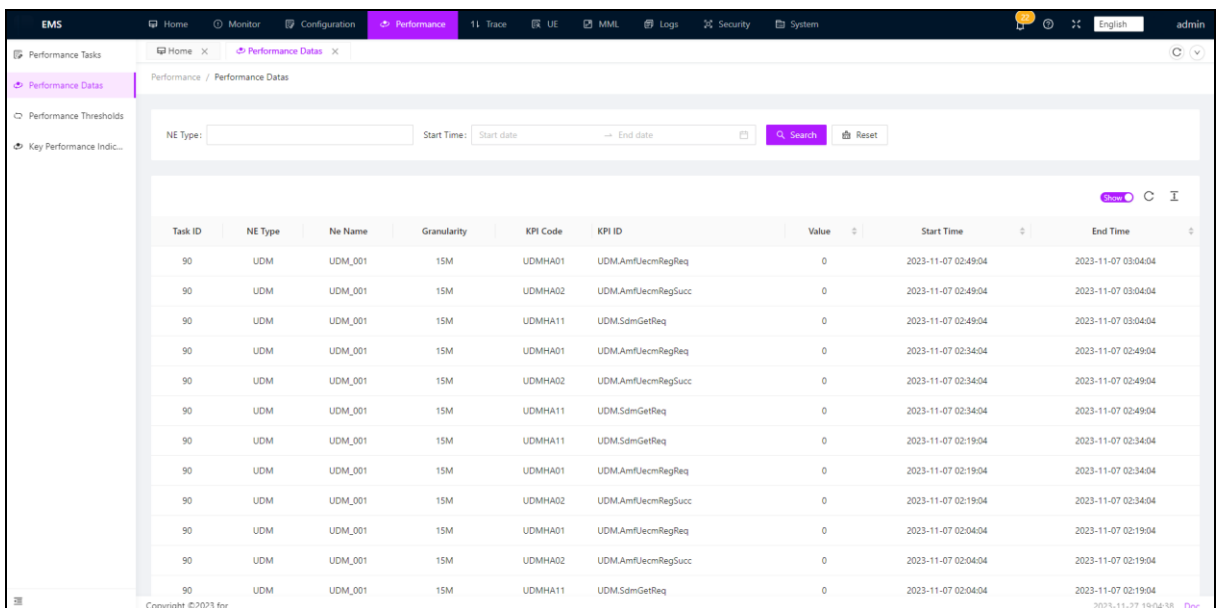 EMS Home Monitor Configuration Performance Trace UE MML Logs Security System 22 English admin
Performance Tasks
Performance Datas
Performance Thresholds
Key Performance Indic...
Home Performance Datas
Performance / Performance Datas
NE Type: Start Time: Start date → End date Search Reset
Show
Task ID NE Type Ne Name Granularity KPI Code KPI ID Value Start Time End Time
90 UDM UDM_001 15M UDMHA01 UDM.AmfUecmRegReq 0 2023-11-07 02:49:04 2023-11-07 03:04:04
90 UDM UDM_001 15M UDMHA02 UDM.AmfUecmRegSucc 0 2023-11-07 02:49:04 2023-11-07 03:04:04
90 UDM UDM_001 15M UDMHA11 UDM.SdmGetReq 0 2023-11-07 02:49:04 2023-11-07 03:04:04
90 UDM UDM_001 15M UDMHA01 UDM.AmfUecmRegReq 0 2023-11-07 02:34:04 2023-11-07 02:49:04
90 UDM UDM_001 15M UDMHA02 UDM.AmfUecmRegSucc 0 2023-11-07 02:34:04 2023-11-07 02:49:04
90 UDM UDM_001 15M UDMHA11 UDM.SdmGetReq 0 2023-11-07 02:34:04 2023-11-07 02:49:04
90 UDM UDM_001 15M UDMHA11 UDM.SdmGetReq 0 2023-11-07 02:19:04 2023-11-07 02:34:04
90 UDM UDM_001 15M UDMHA01 UDM.AmfUecmRegReq 0 2023-11-07 02:19:04 2023-11-07 02:34:04
90 UDM UDM_001 15M UDMHA02 UDM.AmfUecmRegSucc 0 2023-11-07 02:19:04 2023-11-07 02:34:04
90 UDM UDM_001 15M UDMHA01 UDM.AmfUecmRegReq 0 2023-11-07 02:04:04 2023-11-07 02:19:04
90 UDM UDM_001 15M UDMHA02 UDM.AmfUecmRegSucc 0 2023-11-07 02:04:04 2023-11-07 02:19:04
90 UDM UDM_001 15M UDMHA11 UDM.SdmGetReq 0 2023-11-07 02:04:04 2023-11-07 02:19:04
Copyright ©2023 for 2023-11-27 19:04:38 Doc